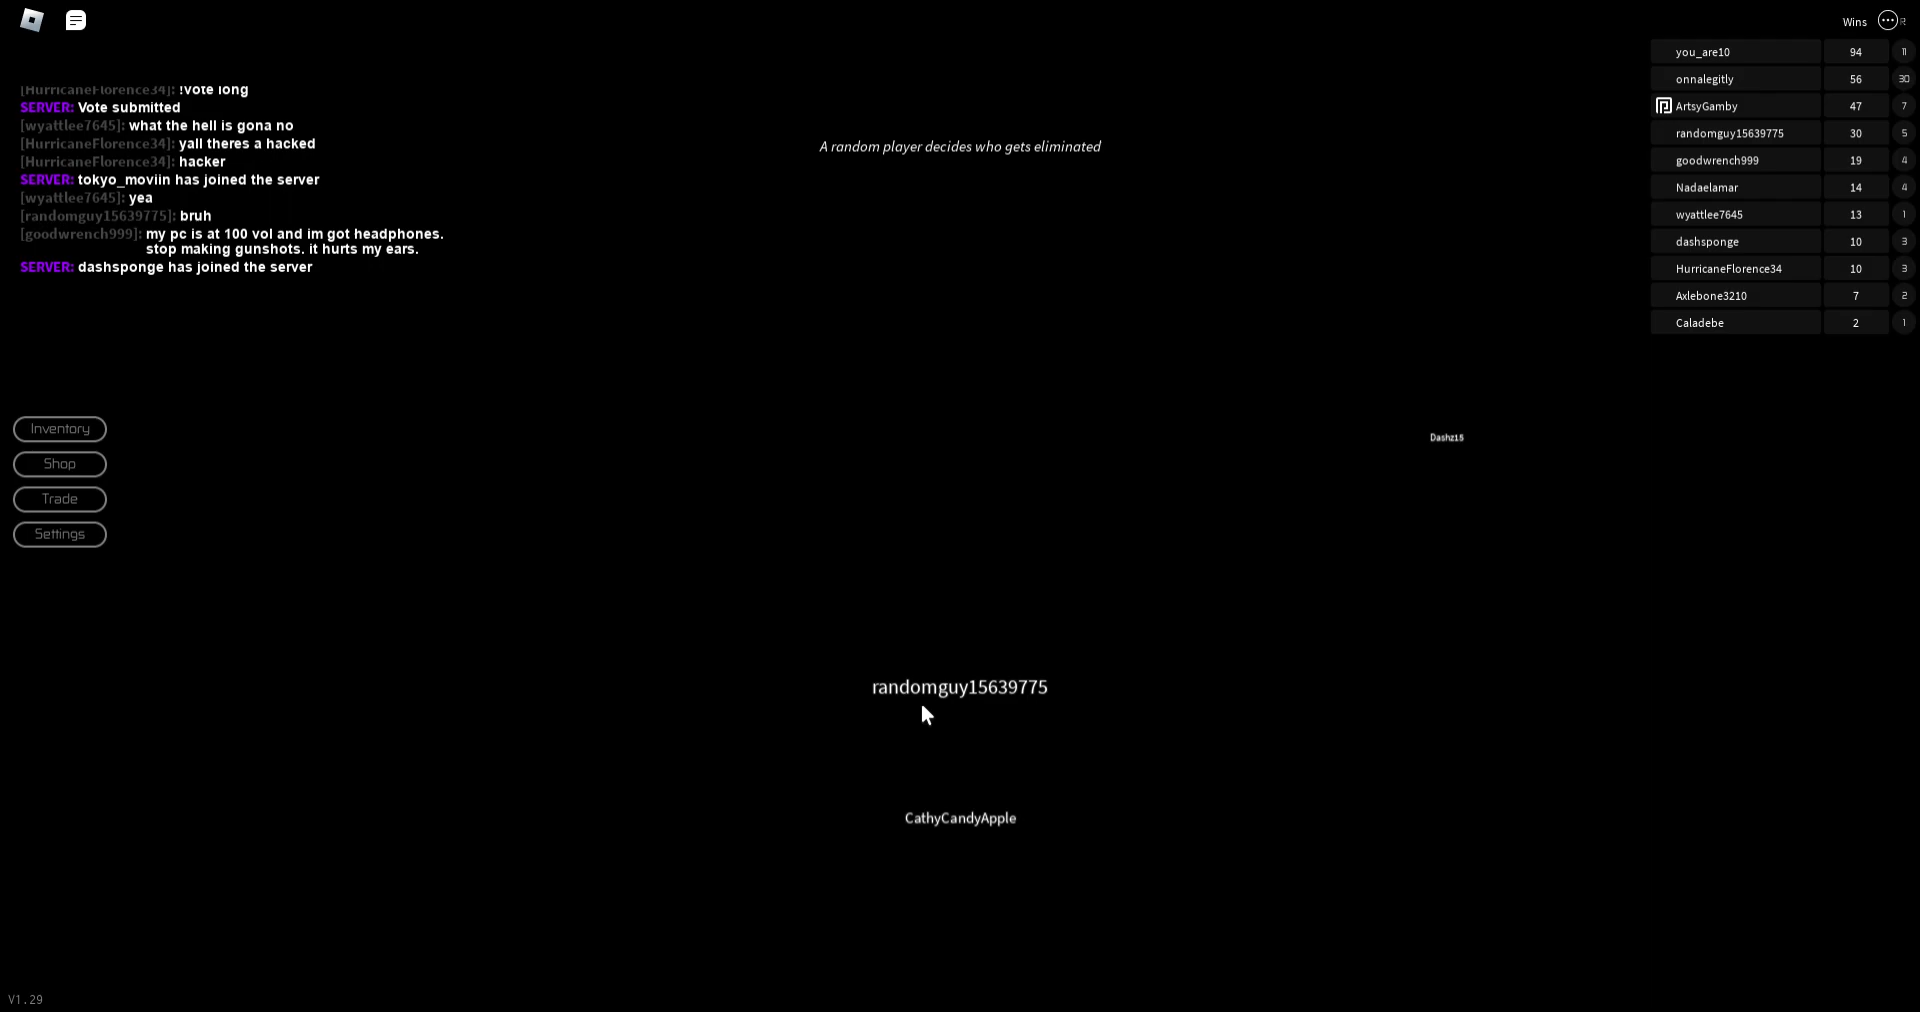 Wins
[HurricaneFlorence34]: !vote long
SERVER: Vote submitted
[wyattlee7645]: what the hell is gona no
[HurricaneFlorence34]: yall theres a hacked
[HurricaneFlorence34]: hacker
SERVER: tokyo_moviin has joined the server
[wyattlee7645]: yea
[randomguy15639775]: bruh
[goodwrench999]: my pc is at 100 vol and im got headphones.
stop making gunshots. it hurts my ears.
SERVER: dashsponge has joined the server
A random player decides who gets eliminated
you_are10 94 11
onnalegitly 56 30
ArtsyGamby 47 7
randomguy15639775 30 5
goodwrench999 19 4
Nadaelamar 14 4
wyattlee7645 13 1
dashsponge 10 3
HurricaneFlorence34 10 3
Axlebone3210 7 2
Caladebe 2 1
Inventory
Shop
Trade
Settings
Dashz15
randomguy15639775
CathyCandyApple
V1.29